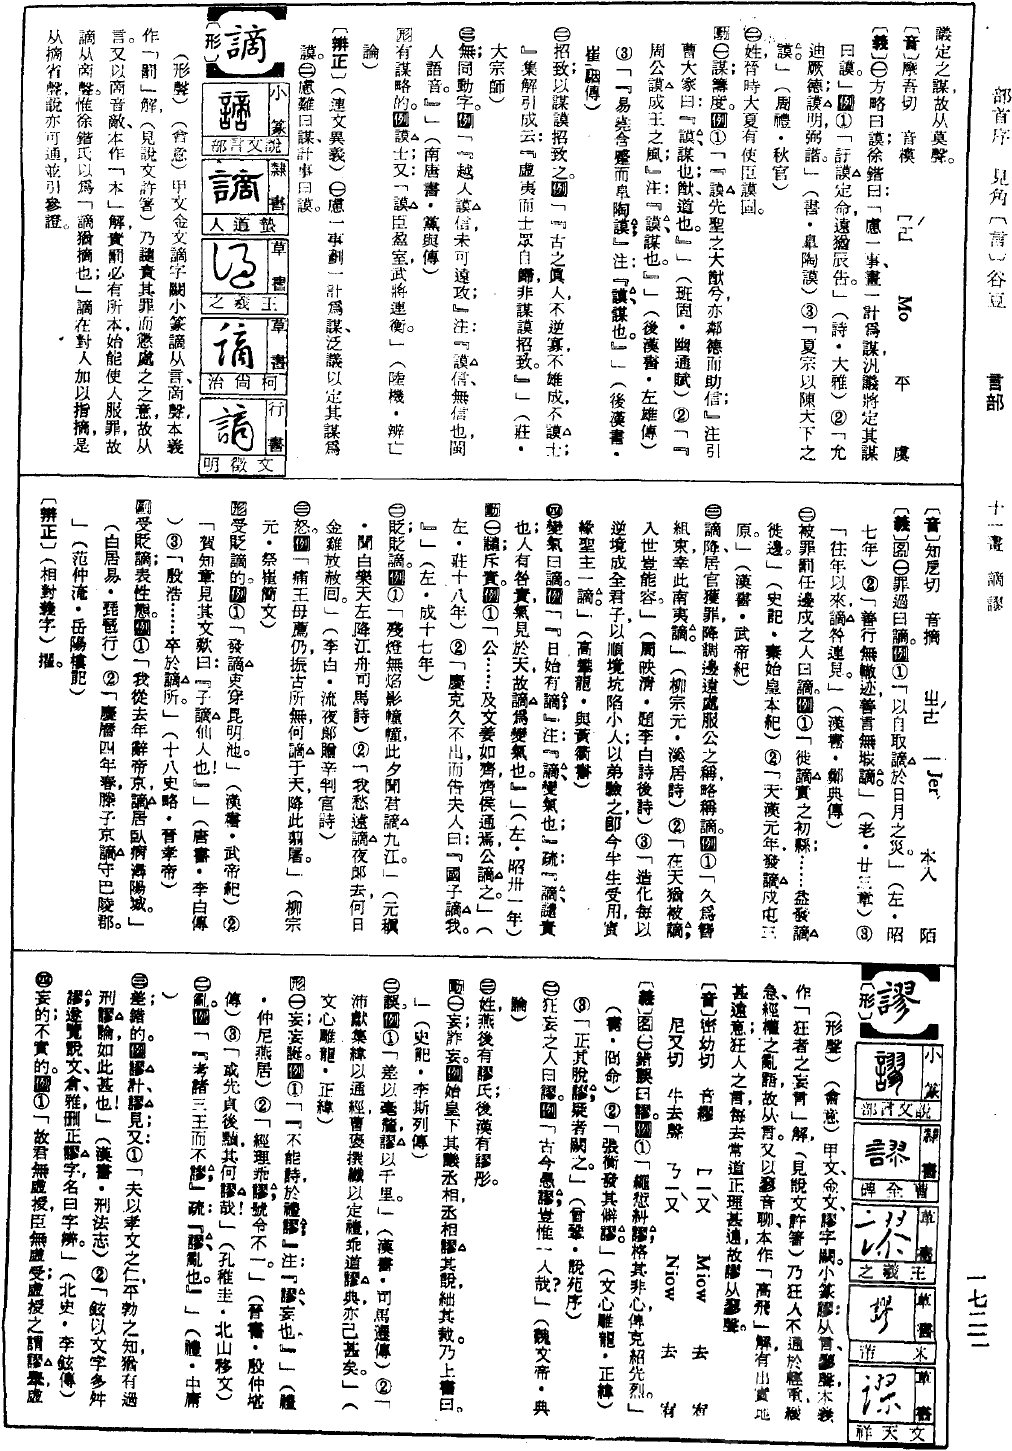 部首序 見角〔言〕谷豆 言部 十一畫 謫謬 一七二二
議定之謀故从莫聲。
〔音〕摩吾切 音模 ㄇㄛˊ Mo 平 虞
〔義〕㊀方略曰謨徐鍇曰「慮一事畫一計爲謀汎議將定其謀
曰謨」例①「訏謨定命遠猶辰告。」(詩・大雅)②「允
迪厥德謨明弼諧。」(書・皐陶謨)③「夏宗以陳天下之
謨。」(周禮・秋官)
㊁姓晉時大夏有使臣謨囘。
動㊀謀籌度。例①「『謨先聖之大猷兮亦鄰德而助信』注引
曹大家曰『謨謀也猷道也。』」(班固・幽通賦)②「『
周公謨成王之風』注『謨謀也。』」(後漢書・左雄傳)
③「『易堯舍鯀而皐陶謨』注『謨謀也。』」(後漢書・
崔駰傳)
㊁招致以謀謨招致之。例「『古之眞人不逆寡不雄成不謨士
』集解引成云『虛夷而士眾自歸非謀謨招致。』」(莊・
大宗師)
㊂無同動字。例「『越人謨信未可遠攻』注『謨信無信也閩
人語音。』」(南唐書・黨與傳)
形有謀略的。例謨士又「謨臣盈室武將連衡。」(陸機・辨亡
論)
〔辨正〕(連文異義)㊀慮一事劃一計爲謀泛議以定其謀爲
謨。㊁慮難曰謀計事曰謨。
謫
〔形〕
小篆 說文言部
隸書 蟄道人
草書 王羲之
草書 柯尙治
行書 文徵明
(形聲)(會意)甲文金文謫字闕小篆謫从言啇聲本義
作「罰」解(見說文許箸)乃譴責其罪而懲處之之意故从
言又以啇音敵本作「本」解責罰必有所本始能使人服罪故
謫从啇聲惟徐鍇氏以爲「謫猶摘也」謫在對人加以指摘是
从摘省聲說亦可通並引參證。
〔音〕知戹切 音摘 出ㄜˊ ㄧ Jer 本入 陌
〔義〕名㊀罪過曰謫。例①「以自取謫於日月之災。」(左・昭
七年)②「善行無轍迹善言無瑕謫。」(老・廿三章)③
「往年以來謫咎連見。」(漢書・鄭典傳)
㊁被罪罰任邊戍之人曰謫。例①「徙謫實之初縣……益發謫
徙邊。」(史記・秦始皇本紀)②「天漢元年發謫戍屯五
原。」(漢書・武帝紀)
㊂謫降居官獲罪降調邊遠處服公之稱略稱謫。例①「久爲簪
組束幸此南夷謫。」(柳宗元・溪居詩)②「在天猶被謫
入世豈能容。」(周映淸・題李白詩後詩)③「造化每以
逆境成全君子以順境坑陷小人以弟驗之卽今半生受用實
緣聖主一謫。」(高攀龍・與黃衝書)
㊃變氣曰謫。例「『日始有謫』注『謫變氣也』疏『謫譴責
也人有咎責氣見於天故謫爲變氣也。』」(左・昭卅一年)
動㊀譴斥責。例①「公……及文姜如齊齊侯通焉公謫之。」(
左・莊十八年)②「慶克久不出而告夫人曰『國子謫我。
』」(左・成十七年)
㊁貶貶謫。例①「殘燈無焰影幢幢此夕聞君謫九江。」(元稹
・聞白樂天左降江州司馬詩)②「我愁遠謫夜郎去何日
金雞放赦囘。」(李白・流夜郎贈辛判官詩)
㊂怒。例「痛王母薦仍振古所無何謫于天降此翦屠。」(柳宗
元・祭崔簡文)
形受貶謫的。例①「發謫吏穿昆明池。」(漢書・武帝紀)②
「賀知章見其文歎曰『子謫仙人也!』」(唐書・李白傳
)③「殷浩……卒於謫所。」(十八史略・晉孝帝)
副受貶謫表性態。例①「我從去年辭帝京謫居臥病潯陽城。」
(白居易・琵琶行)②「慶曆四年春滕子京謫守巴陵郡。
」(范仲淹・岳陽樓記)
〔辨正〕(相對義字)擢。
謬
〔形〕
小篆 說文言部
隸書 曹全碑
草書 王羲之
草書 米芾
草書 文天祥
(形聲)(會意)甲文、金文謬字闕。小篆謬从言翏聲本義
作「狂者之妄言」解(見說文許箸)乃狂人不通於輕重緩
急經權之亂語故从言。又以翏音聊本作「高飛」解有出實地
甚遠意狂人之言每去常道正理甚遠故謬从翏聲。
〔音〕密幼切 音繆 ㄇㄧㄡˋ Miow 去 宥
尼又切 牛去聲 ㄋㄧㄡˋ Niow 去 宥
〔義〕名㊀錯誤曰謬。例①「繩愆糾謬格其非心俾克紹先烈。」
(書・冏命)②「張衡發其僻謬。」(文心雕龍・正緯)
③「正其脫謬疑者闕之。」(曾鞏・說苑序)
㊁狂妄之人曰謬。例「古今愚謬豈惟一人哉?」(魏文帝・典
論)
㊂姓燕後有謬氏後漢有謬彤。
動㊀妄詐妄。例「始皇下其議丞相丞相謬其說絀其裁乃上書曰。
」(史記・李斯列傳)
㊁誤。例①「差以毫釐謬以千里。」(漢書・司馬遷傳)②「
沛獻集緯以通經曹褒撰讖以定禮乖道謬典亦已甚矣。」(
文心雕龍・正緯)
形㊀妄妄誕。例①「『不能詩於禮謬』注『謬妄也。』」(禮
・仲尼燕居)②「經理乖謬號令不一。」(晉書・殷仲堪
傳)③「或先貞後黷其何謬哉!」(孔稚圭・北山移文)
㊁亂。例「『考諸三王而不謬』疏『謬亂也。』」(禮・中庸
)
㊂差錯的。例謬計謬見又①「夫以孝文之仁平勃之知猶有過
刑謬論如此甚也!」(漢書・刑法志)②「鉉以文字多舛
謬遂覽說文倉雅刪正謬字名曰字辨。」(北史・李鉉傳)
㊃妄的不實的。例①「故君無虛授臣無虛受虛授之謂謬舉虛